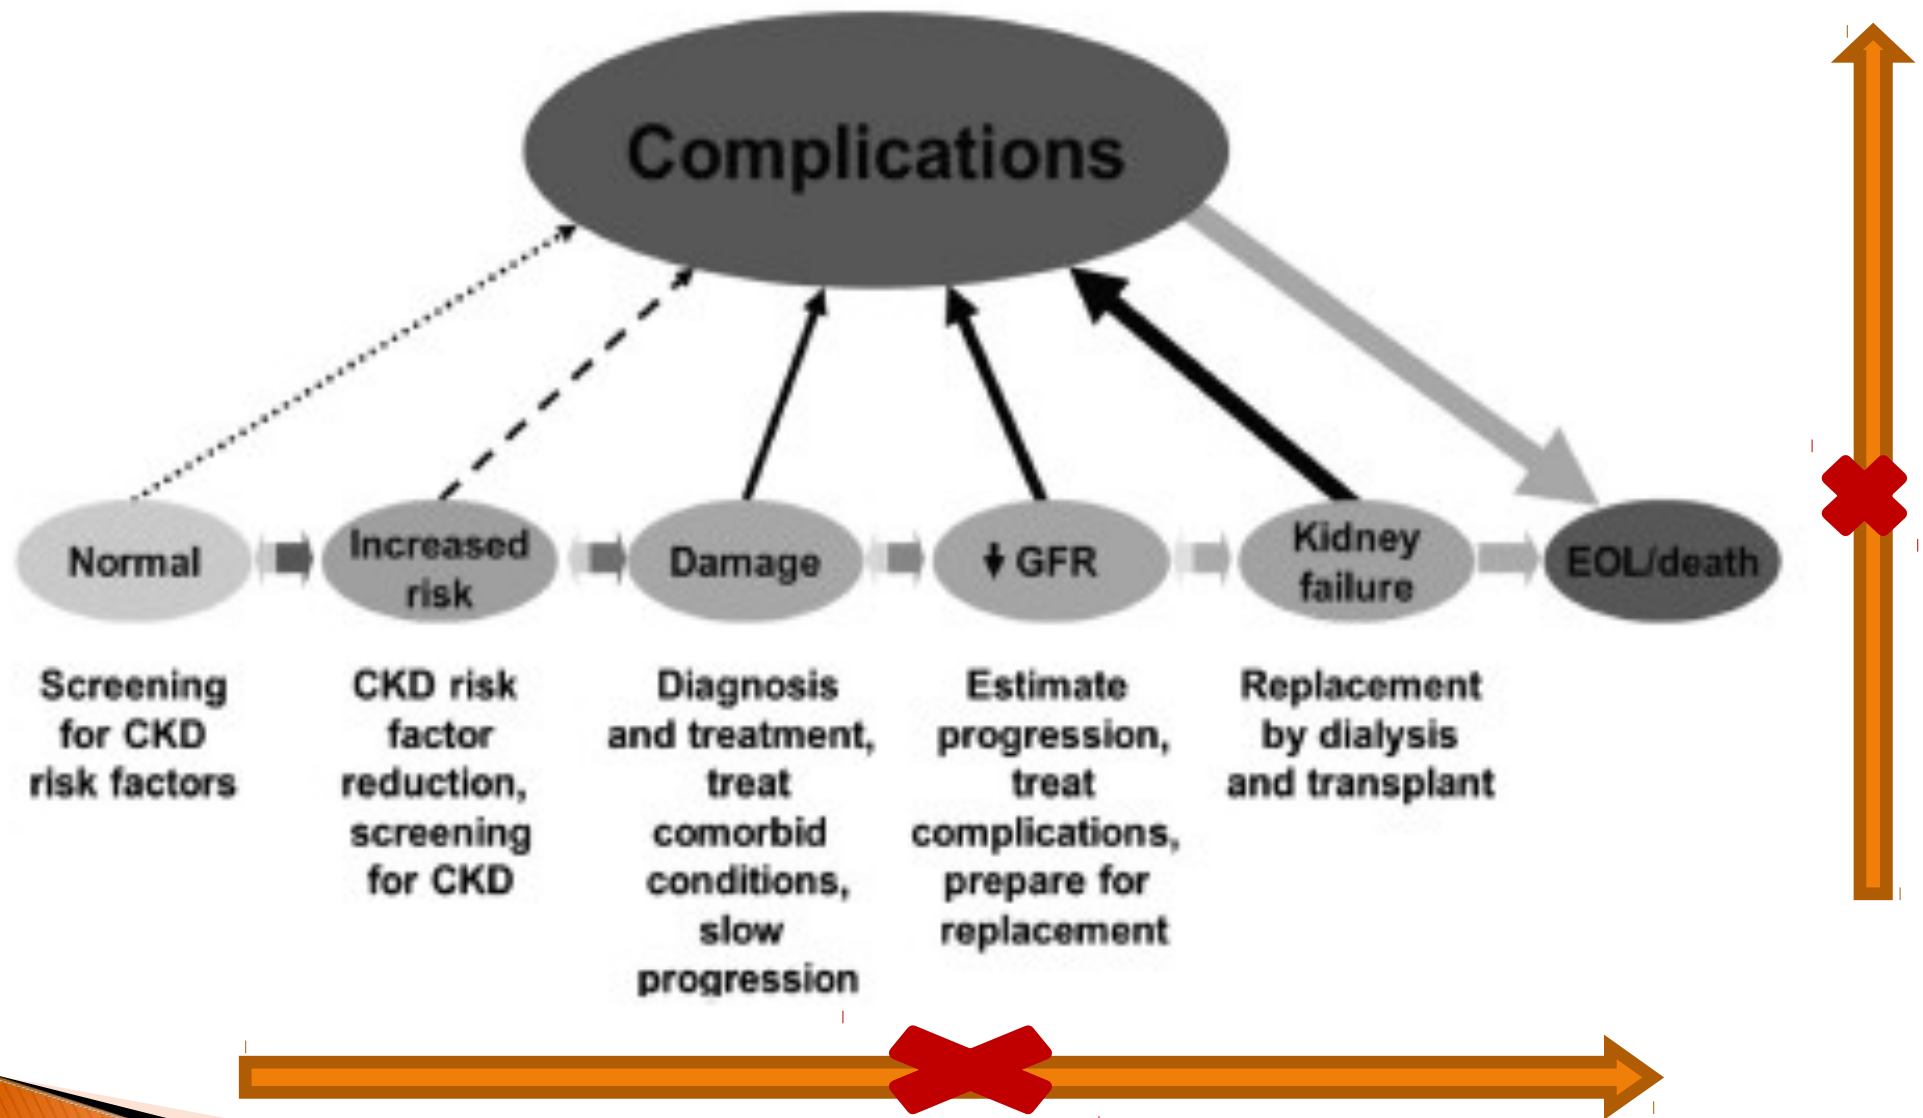 Complications
Normal
Increased
risk
Damage
⬇ GFR
Kidney
failure
EOL/death
Screening
for CKD
risk factors
CKD risk
factor
reduction,
screening
for CKD
Diagnosis
and treatment,
treat
comorbid
conditions,
slow
progression
Estimate
progression,
treat
complications,
prepare for
replacement
Replacement
by dialysis
and transplant